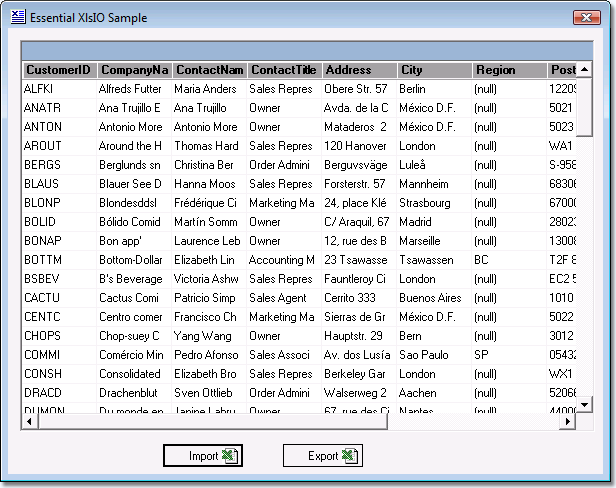 Essential XlsIO Sample
CustomerID CompanyNa ContactNam ContactTitle Address City Region Post
ALFKI Alfreds Futter Maria Anders Sales Repres Obere Str. 57 Berlin (null) 12209
ANATR Ana Trujillo E Ana Trujillo Owner Avda. de la C México D.F. (null) 5021
ANTON Antonio More Antonio More Owner Mataderos 2 México D.F. (null) 5023
AROUT Around the H Thomas Hard Sales Repres 120 Hanover London (null) WA1
BERGS Berglunds sn Christina Ber Order Admini Berguvsväge Luleå (null) S-958
BLAUS Blauer See D Hanna Moos Sales Repres Forsterstr. 57 Mannheim (null) 68306
BLONP Blondesddsl Frédérique Ci Marketing Ma 24, place Klé Strasbourg (null) 67000
BOLID Bólido Comid Martín Somm Owner C/ Araquil, 67 Madrid (null) 28023
BONAP Bon app' Laurence Leb Owner 12, rue des B Marseille (null) 13008
BOTTM Bottom-Dollar Elizabeth Lin Accounting M 23 Tsawasse Tsawassen BC T2F 8
BSBEV B's Beverage Victoria Ashw Sales Repres Fauntleroy Ci London (null) EC2 5
CACTU Cactus Comi Patricio Simp Sales Agent Cerrito 333 Buenos Aires (null) 1010
CENTC Centro comer Francisco Ch Marketing Ma Sierras de Gr México D.F. (null) 5022
CHOPS Chop-suey C Yang Wang Owner Hauptstr. 29 Bern (null) 3012
COMMI Comércio Min Pedro Afonso Sales Associ Av. dos Lusía Sao Paulo SP 05432
CONSH Consolidated Elizabeth Bro Sales Repres Berkeley Gar London (null) WX1
DRACD Drachenblut Sven Ottlieb Order Admini Walserweg 2 Aachen (null) 52066
DUMON Du monde en Janine Labru Owner 67, rue des Ci Nantes (null) 44000
Import Export